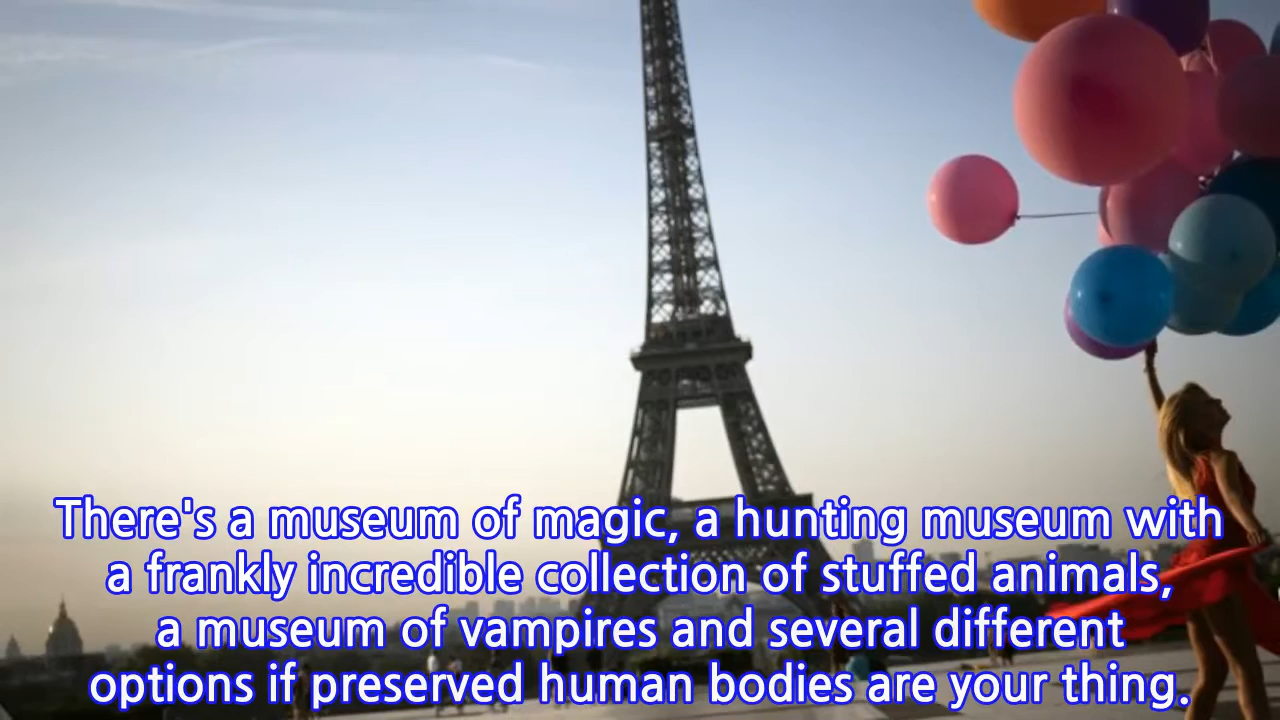 There's a museum of magic, a hunting museum with
a frankly incredible collection of stuffed animals,
a museum of vampires and several different
options if preserved human bodies are your thing.